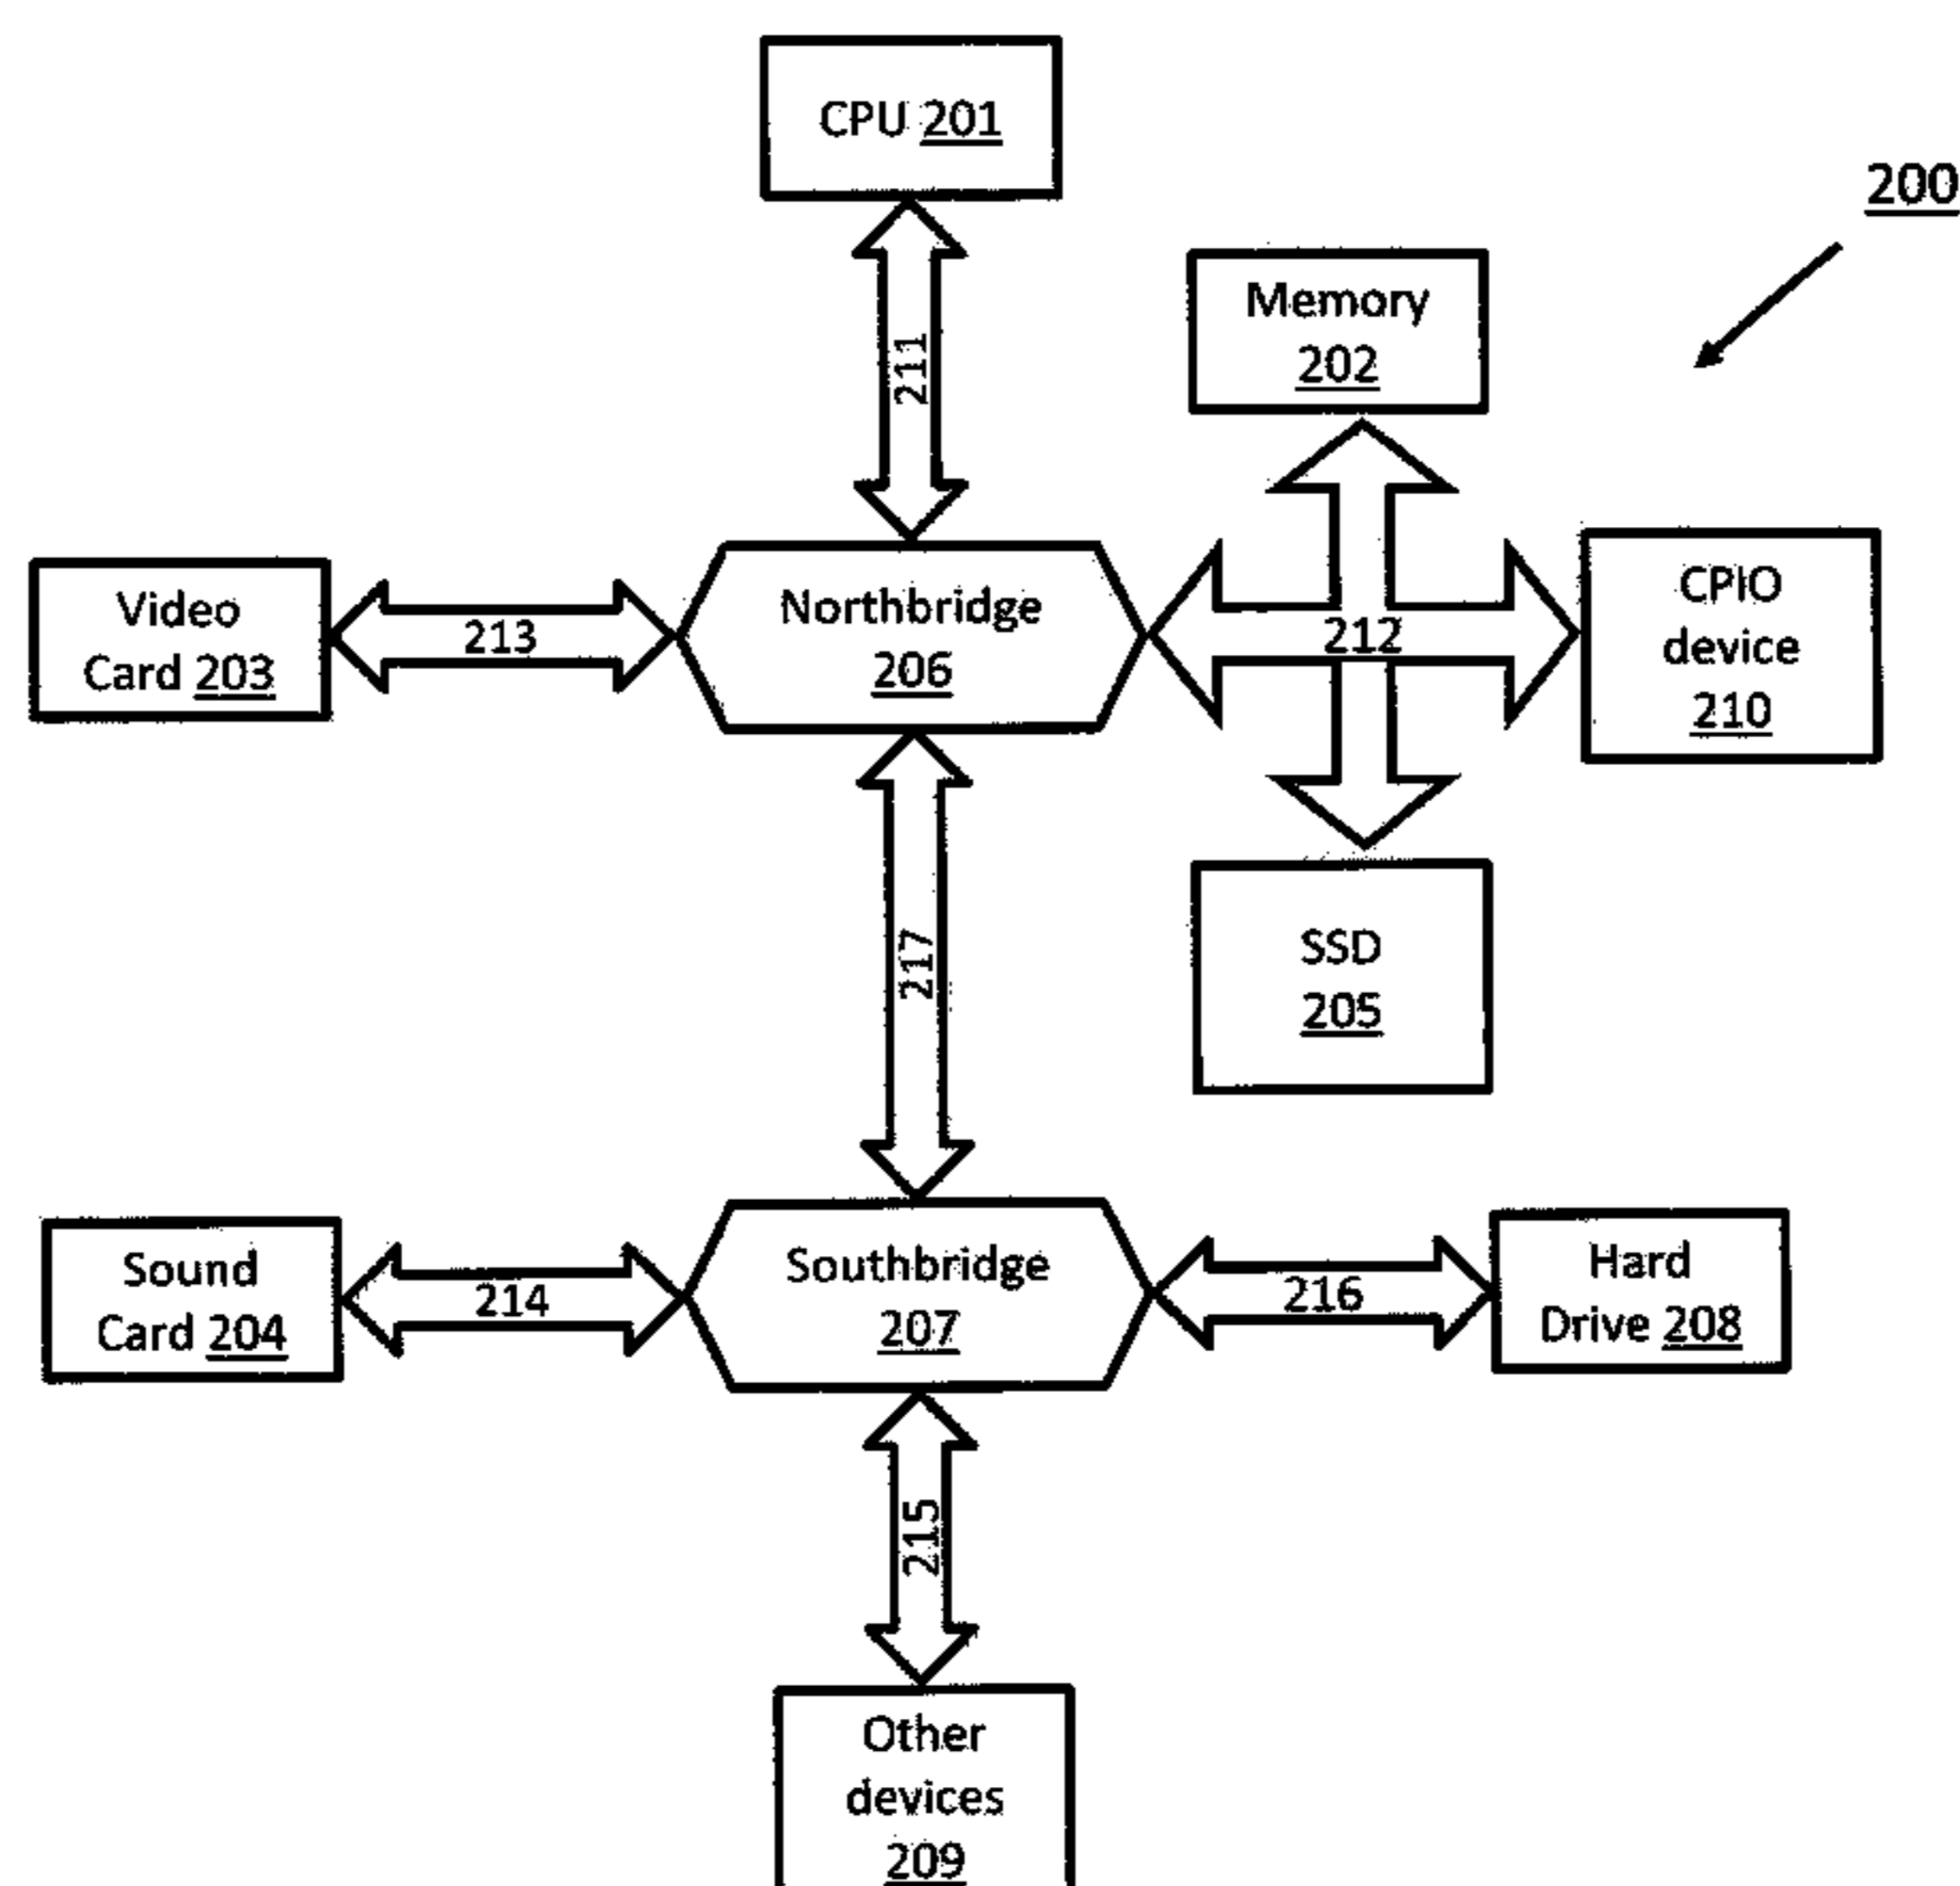 CPU 201
200
Memory
202
211
Video
Card 203
213
Northbridge
206
212
CPIO
device
210
217
SSD
205
Sound
Card 204
214
Southbridge
207
216
Hard
Drive 208
215
Other
devices
209